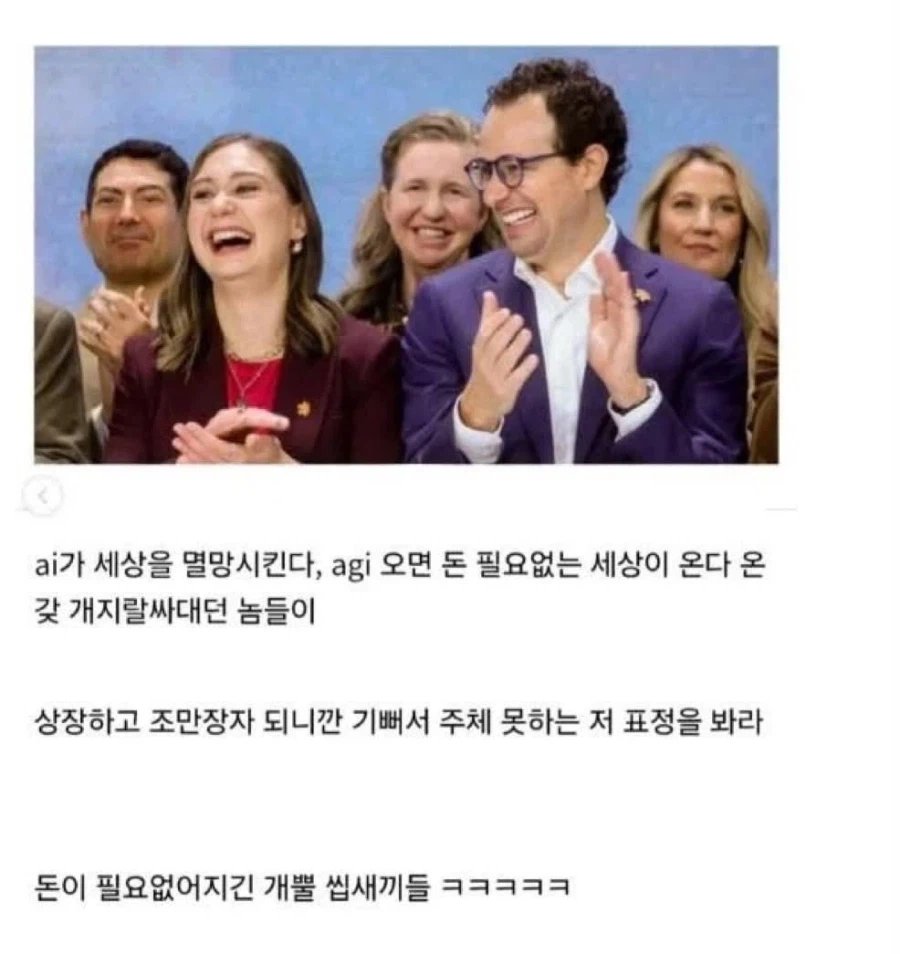 ai가 세상을 멸망시킨다, agi 오면 돈 필요없는 세상이 온다 온
갖 개지랄싸대던 놈들이
상장하고 조만장자 되니깐 기뻐서 주체 못하는 저 표정을 봐라
돈이 필요없어지긴 개뿔 씹새끼들 ㅋㅋㅋㅋㅋ